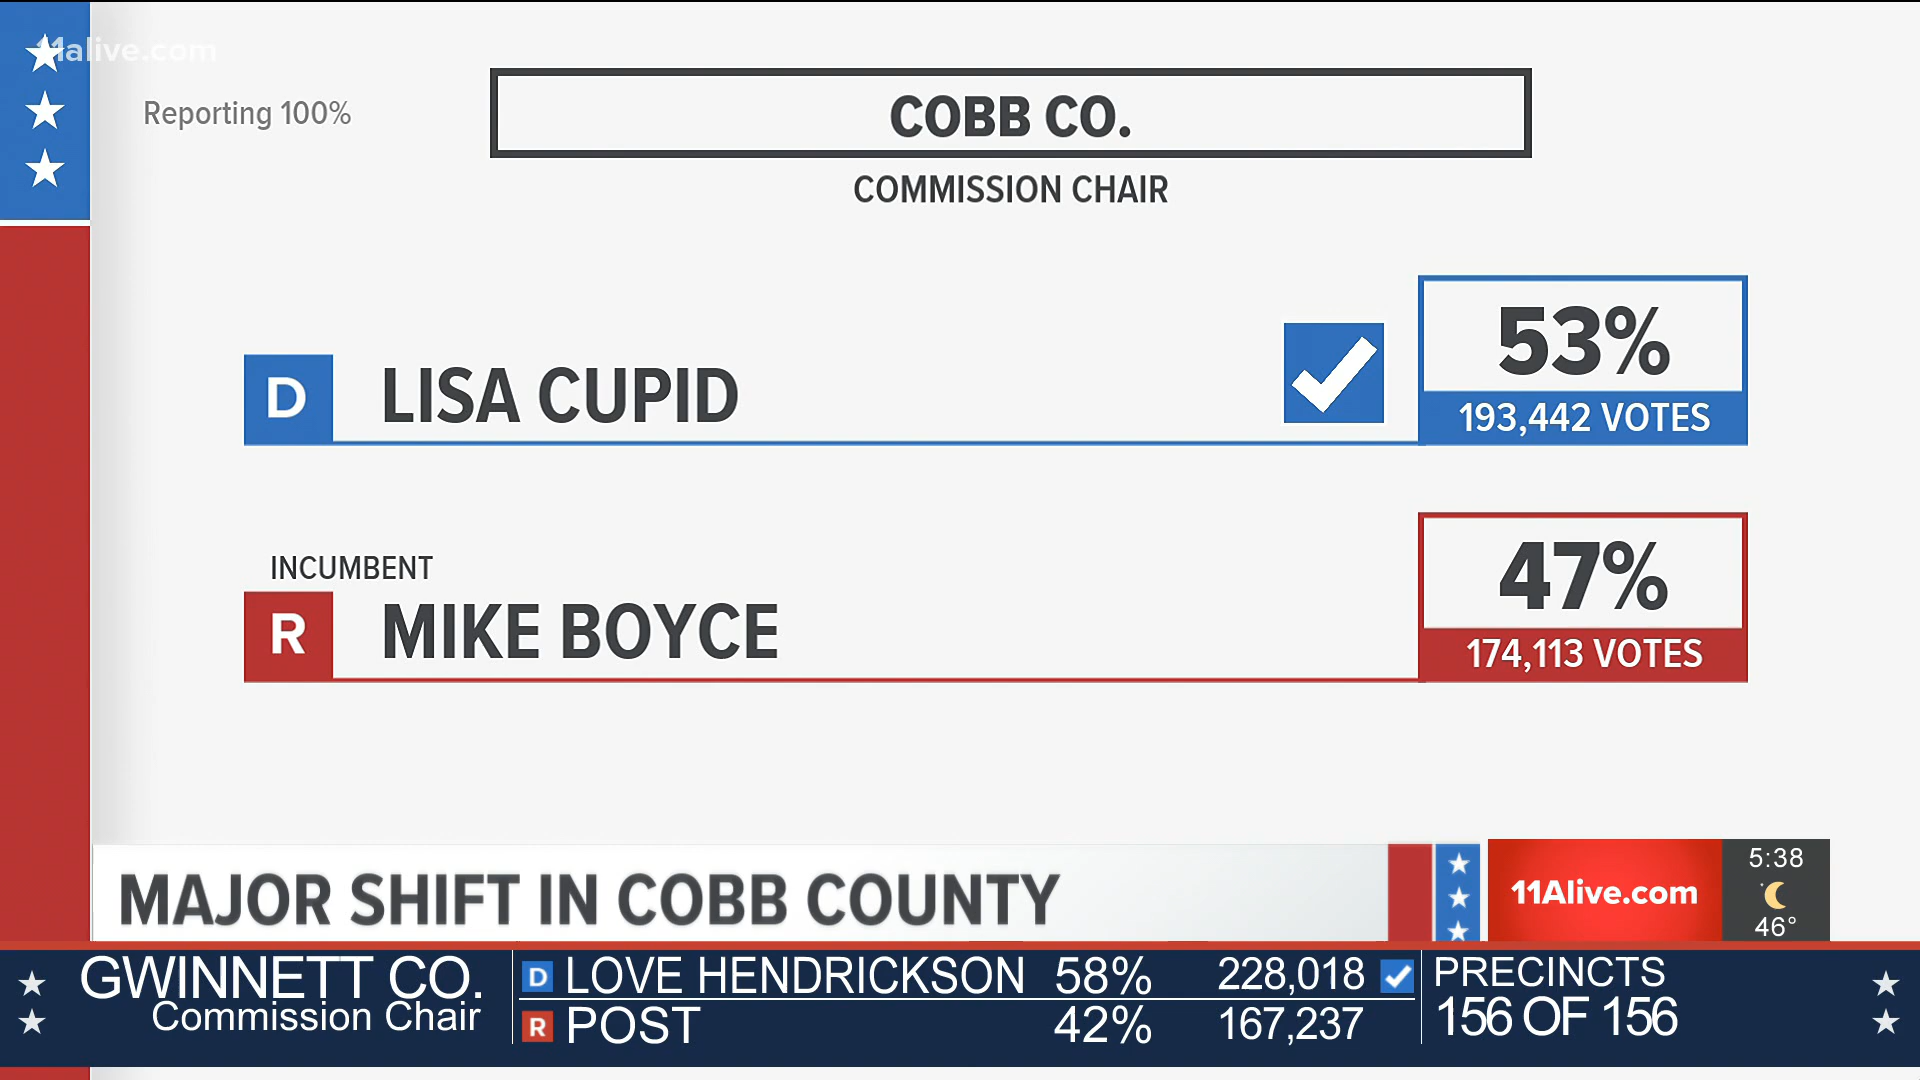 11alive.com
Reporting 100%
COBB CO.
COMMISSION CHAIR
D LISA CUPID 53%
193,442 VOTES
INCUMBENT
R MIKE BOYCE 47%
174,113 VOTES
MAJOR SHIFT IN COBB COUNTY
11Alive.com
5:38
46°
GWINNETT CO.
Commission Chair
D LOVE HENDRICKSON 58% 228,018
R POST 42% 167,237
PRECINCTS
156 OF 156